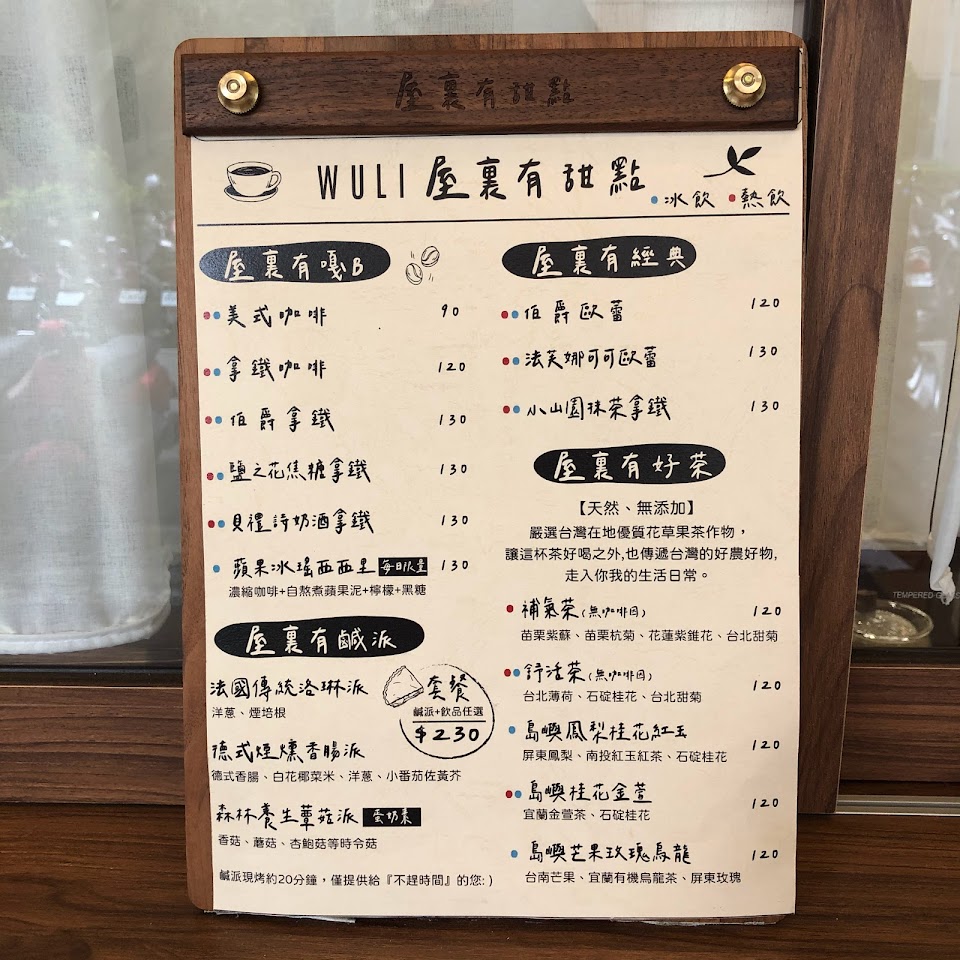 屋裏有甜點
WULI 屋裏有甜點
冰飲 熱飲
屋裏有嘎B
美式咖啡 90
拿鐵咖啡 120
伯爵拿鐵 130
鹽之花焦糖拿鐵 130
貝禮詩奶酒拿鐵 130
蘋果冰瑤西西里 每日限量 130
濃縮咖啡+自熬煮蘋果泥+檸檬+黑糖
屋裏有鹹派
法國傳統洛琳派
洋蔥、煙培根
套餐
鹹派+飲品任選
$230
德式煙燻香腸派
德式香腸、白花椰菜米、洋蔥、小番茄佐黃芥
森林養生蕈菇派 蛋奶素
香菇、蘑菇、杏鮑菇等時令菇
鹹派現烤約20分鐘，僅提供給『不趕時間』的您:)
屋裏有經典
伯爵歐蕾 120
法芙娜可可歐蕾 130
小山園抹茶拿鐵 130
屋裏有好茶
【天然、無添加】
嚴選台灣在地優質花草果茶作物，
讓這杯茶好喝之外,也傳遞台灣的好農好物,
走入你我的生活日常。
補氣茶(無咖啡因) 120
苗栗紫蘇、苗栗杭菊、花蓮紫錐花、台北甜菊
舒活茶(無咖啡因) 120
台北薄荷、石碇桂花、台北甜菊
島嶼鳳梨桂花紅玉 120
屏東鳳梨、南投紅玉紅茶、石碇桂花
島嶼桂花金萱 120
宜蘭金萱茶、石碇桂花
島嶼芒果玫瑰烏龍 120
台南芒果、宜蘭有機烏龍茶、屏東玫瑰